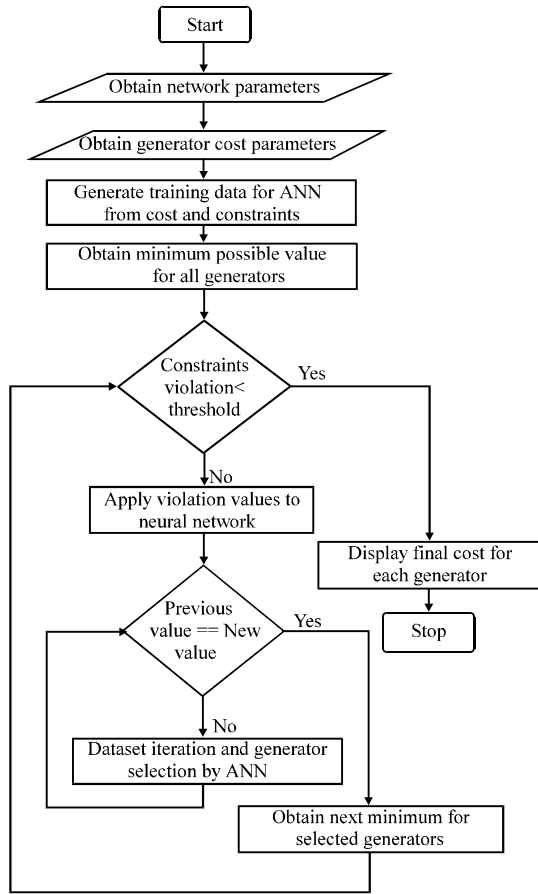 Start
Obtain network parameters
Obtain generator cost parameters
Generate training data for ANN
from cost and constraints
Obtain minimum possible value
for all generators
Constraints
violation<
threshold
Yes
No
Apply violation values to
neural network
Display final cost for
each generator
Stop
Previous
value == New
value
Yes
No
Dataset iteration and generator
selection by ANN
Obtain next minimum for
selected generators